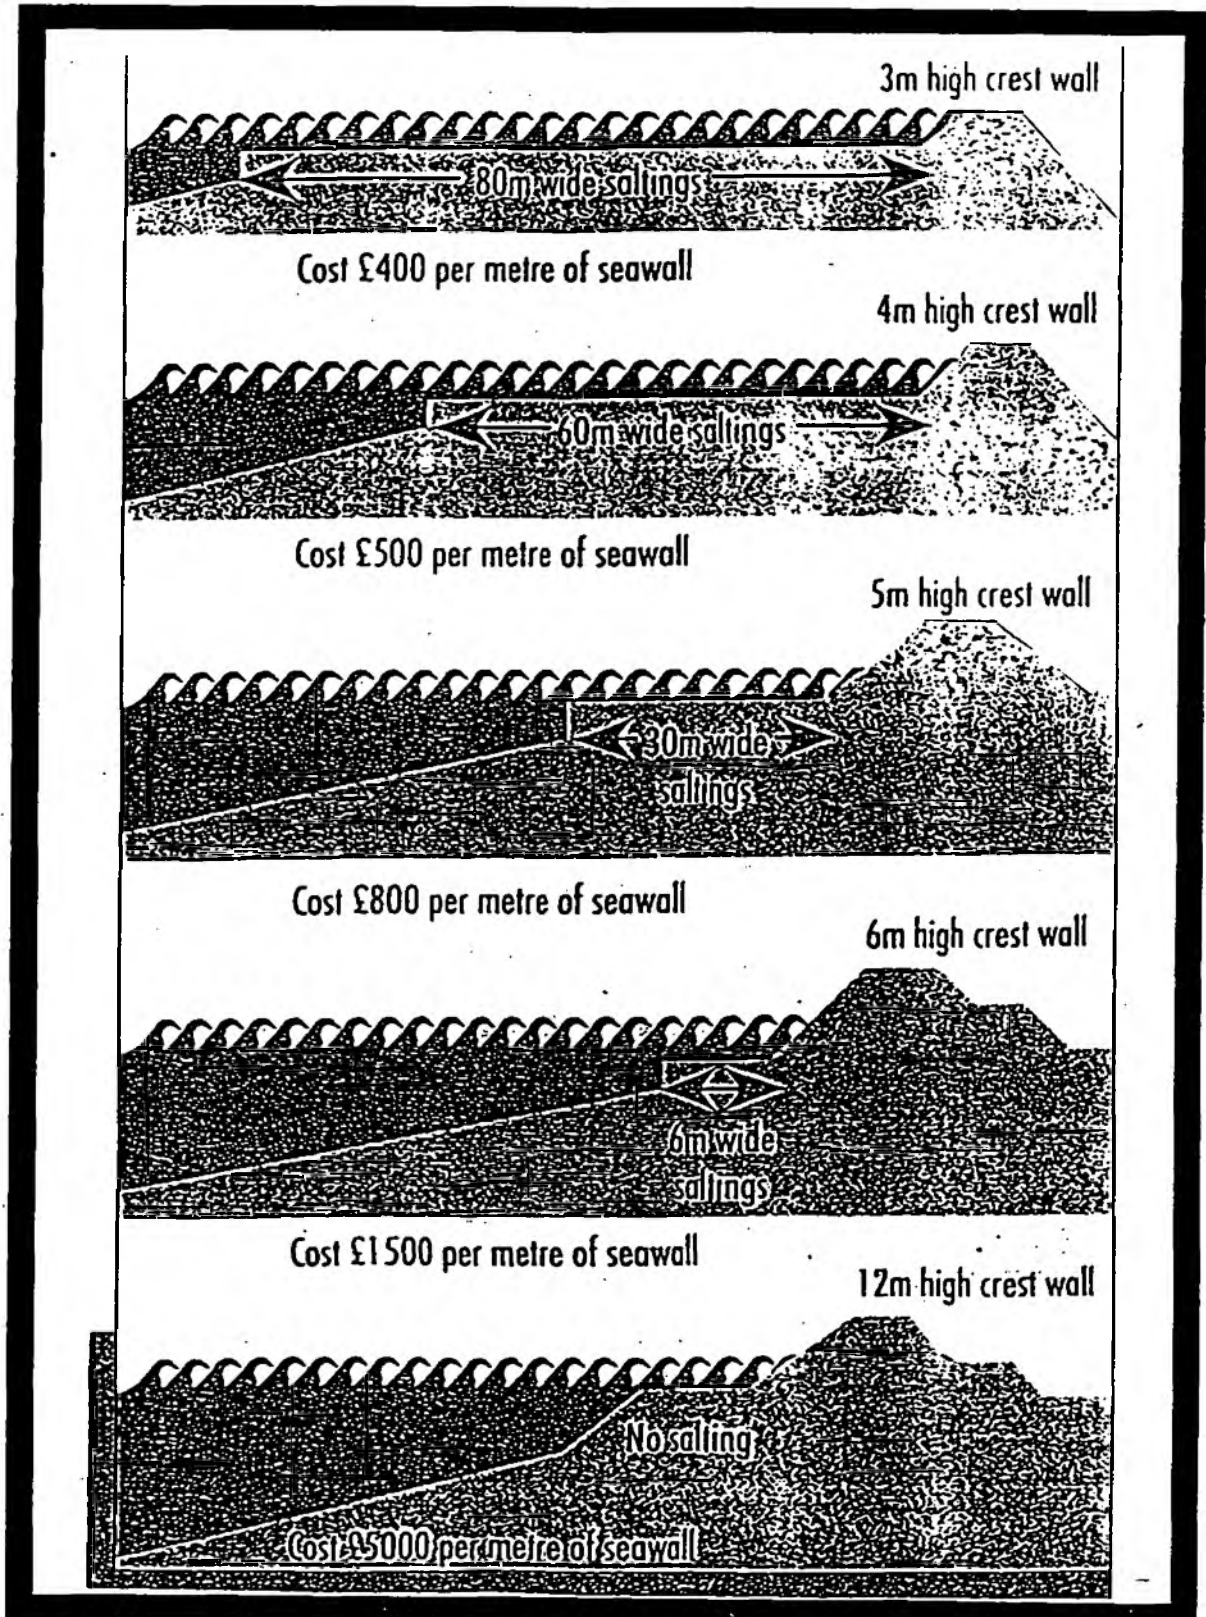 3m high crest wall
80m wide saltings
Cost £400 per metre of seawall
4m high crest wall
60m wide saltings
Cost £500 per metre of seawall
5m high crest wall
30m wide
saltings
Cost £800 per metre of seawall
6m high crest wall
6m wide
saltings
Cost £1500 per metre of seawall
12m high crest wall
No salting
Cost £5000 per metre of seawall